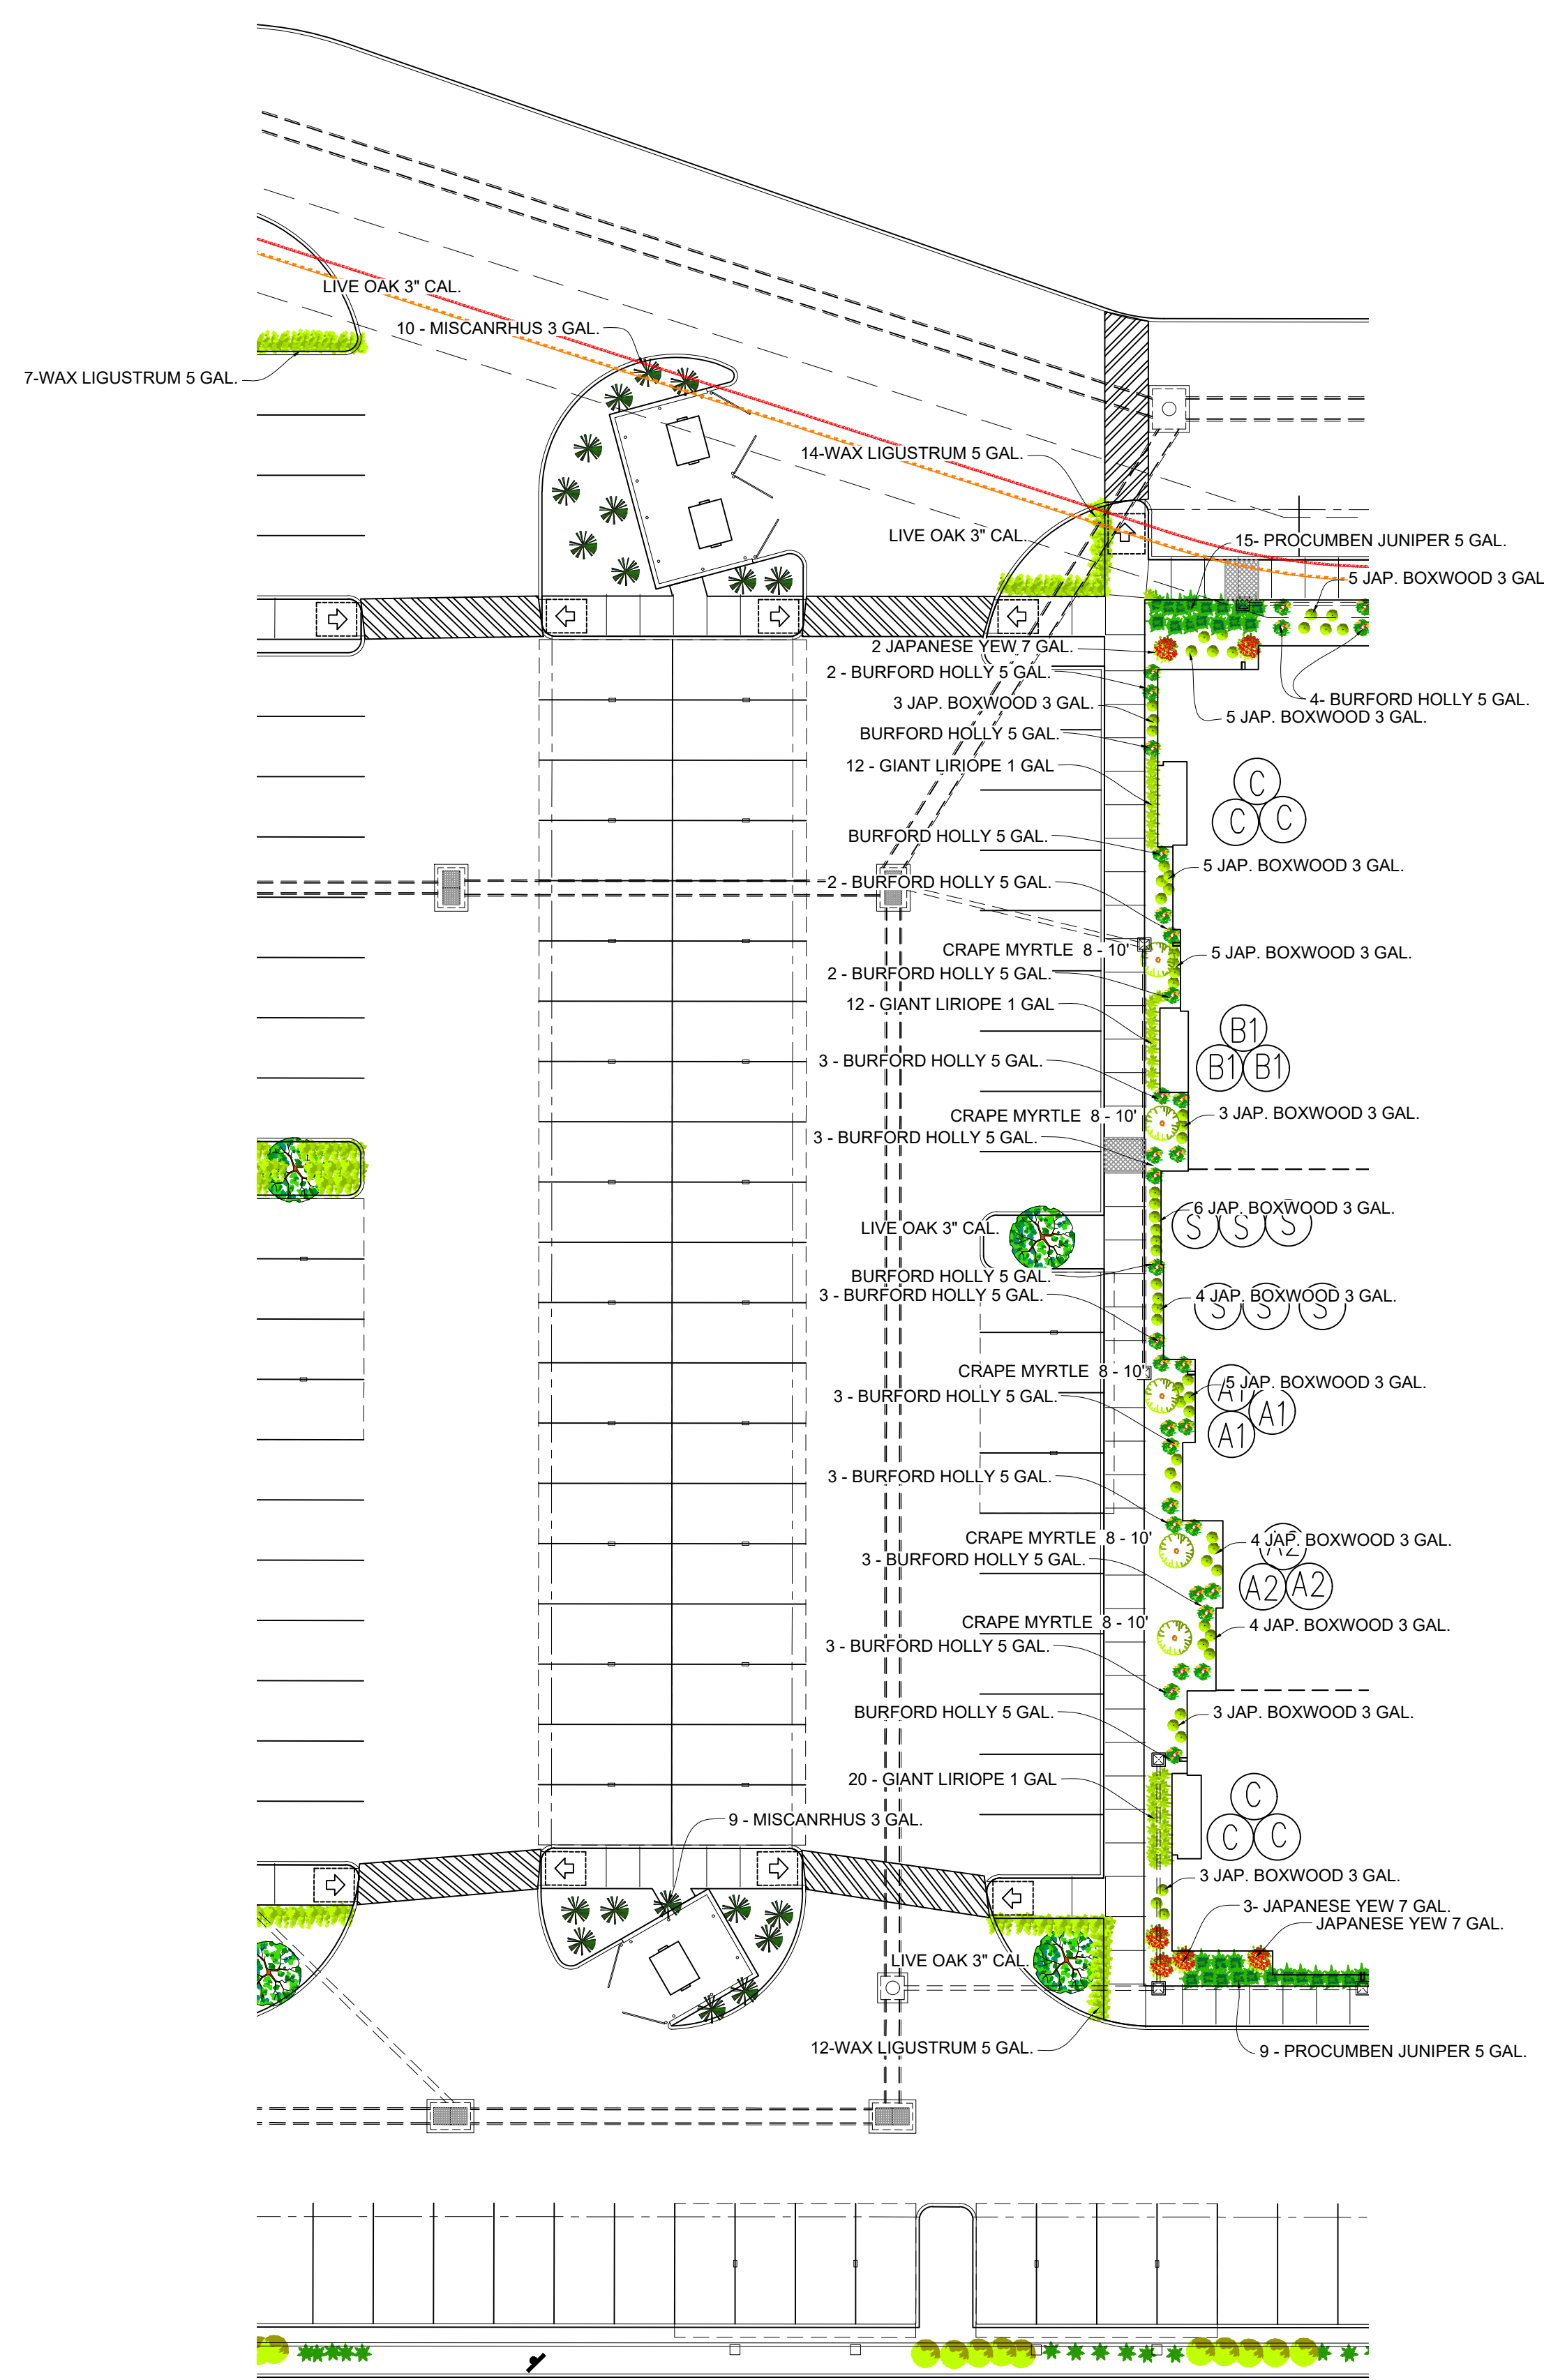 LIVE OAK 3" CAL.
10 - MISCANRHUS 3 GAL.
7-WAX LIGUSTRUM 5 GAL.
14-WAX LIGUSTRUM 5 GAL.
LIVE OAK 3" CAL.
15- PROCUMBEN JUNIPER 5 GAL.
5 JAP. BOXWOOD 3 GAL
2 JAPANESE YEW 7 GAL.
2 - BURFORD HOLLY 5 GAL.
4- BURFORD HOLLY 5 GAL.
3 JAP. BOXWOOD 3 GAL.
5 JAP. BOXWOOD 3 GAL.
BURFORD HOLLY 5 GAL.
12 - GIANT LIRIOPE 1 GAL
C
C C
BURFORD HOLLY 5 GAL.
5 JAP. BOXWOOD 3 GAL.
2 - BURFORD HOLLY 5 GAL.
CRAPE MYRTLE 8 - 10'
5 JAP. BOXWOOD 3 GAL.
2 - BURFORD HOLLY 5 GAL.
12 - GIANT LIRIOPE 1 GAL
B1
B1 B1
3 - BURFORD HOLLY 5 GAL.
CRAPE MYRTLE 8 - 10'
3 JAP. BOXWOOD 3 GAL.
3 - BURFORD HOLLY 5 GAL.
6 JAP. BOXWOOD 3 GAL.
S S S
LIVE OAK 3" CAL.
BURFORD HOLLY 5 GAL.
3 - BURFORD HOLLY 5 GAL.
4 JAP. BOXWOOD 3 GAL.
S S S
CRAPE MYRTLE 8 - 10'
5 JAP. BOXWOOD 3 GAL.
A1
3 - BURFORD HOLLY 5 GAL.
A1
A1
3 - BURFORD HOLLY 5 GAL.
CRAPE MYRTLE 8 - 10'
4 JAP. BOXWOOD 3 GAL.
A2
3 - BURFORD HOLLY 5 GAL.
A2 A2
CRAPE MYRTLE 8 - 10'
4 JAP. BOXWOOD 3 GAL.
3 - BURFORD HOLLY 5 GAL.
BURFORD HOLLY 5 GAL.
3 JAP. BOXWOOD 3 GAL.
20 - GIANT LIRIOPE 1 GAL
C
C C
9 - MISCANRHUS 3 GAL.
3 JAP. BOXWOOD 3 GAL.
3- JAPANESE YEW 7 GAL.
JAPANESE YEW 7 GAL.
LIVE OAK 3" CAL.
12-WAX LIGUSTRUM 5 GAL.
9 - PROCUMBEN JUNIPER 5 GAL.